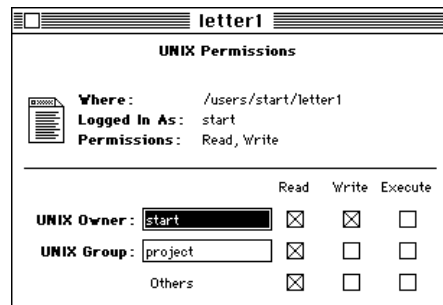 letter1
UNIX Permissions
Where: /users/start/letter1
Logged In As: start
Permissions: Read, Write
Read Write Execute
UNIX Owner: start
UNIX Group: project
Others